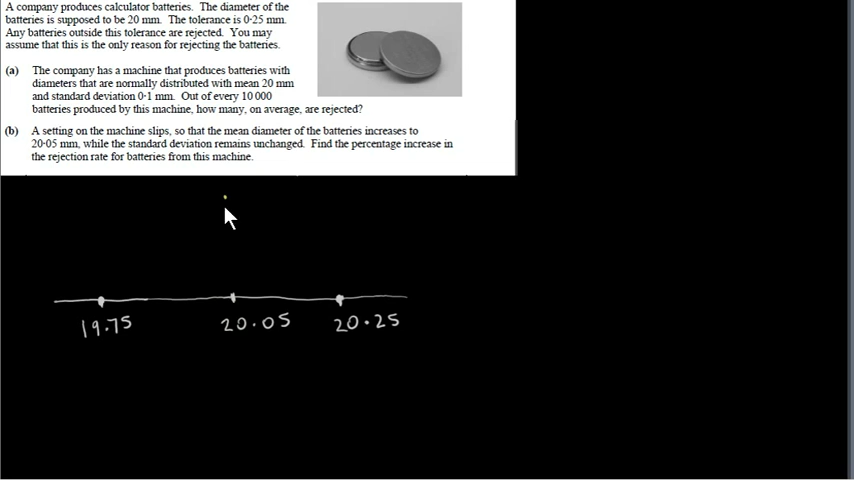 A company produces calculator batteries. The diameter of the
batteries is supposed to be 20 mm. The tolerance is 0·25 mm.
Any batteries outside this tolerance are rejected. You may
assume that this is the only reason for rejecting the batteries.
(a) The company has a machine that produces batteries with
diameters that are normally distributed with mean 20 mm
and standard deviation 0·1 mm. Out of every 10 000
batteries produced by this machine, how many, on average, are rejected?
(b) A setting on the machine slips, so that the mean diameter of the batteries increases to
20·05 mm, while the standard deviation remains unchanged. Find the percentage increase in
the rejection rate for batteries from this machine.
19.75 20.05 20.25